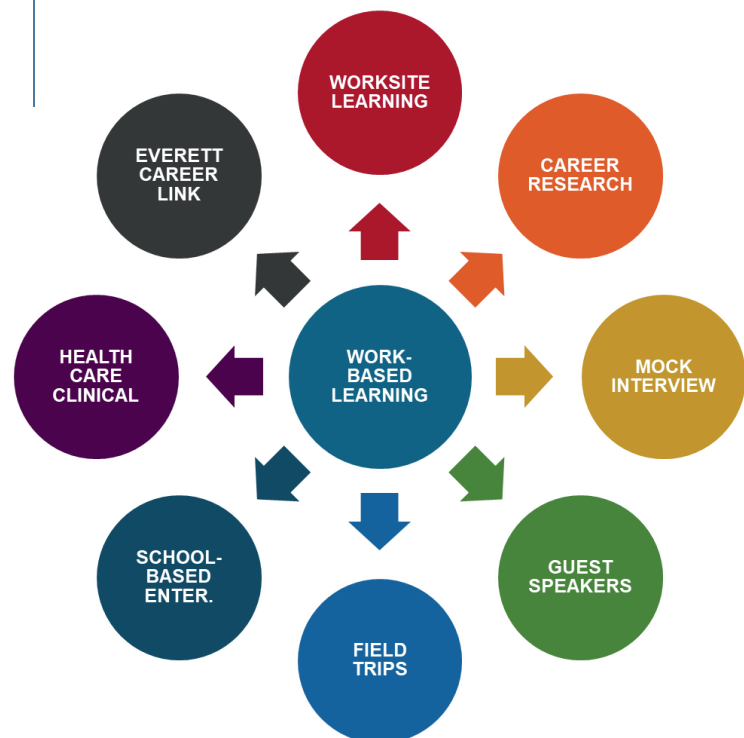 WORKSITE
LEARNING
EVERETT
CAREER
LINK
CAREER
RESEARCH
HEALTH
CARE
CLINICAL
WORK-
BASED
LEARNING
MOCK
INTERVIEW
SCHOOL-
BASED
ENTER.
GUEST
SPEAKERS
FIELD
TRIPS